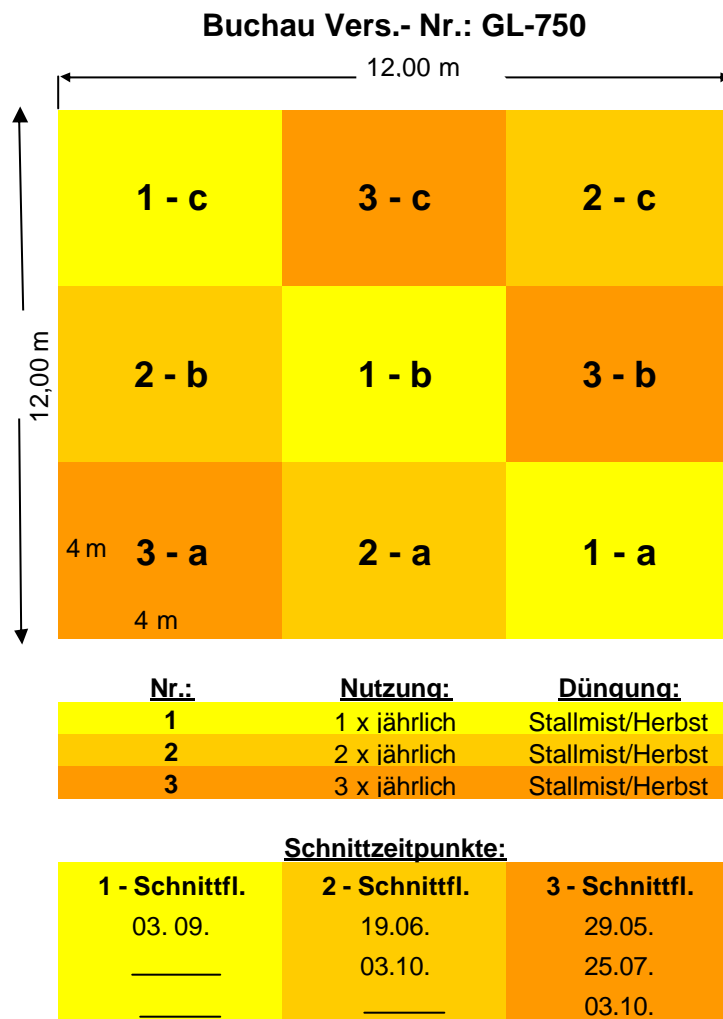 Buchau Vers.- Nr.: GL-750
12,00 m
12,00 m
1 - c 3 - c 2 - c
2 - b 1 - b 3 - b
4 m 3 - a 2 - a 1 - a
4 m
Nr.: Nutzung: Düngung:
1 1 x jährlich Stallmist/Herbst
2 2 x jährlich Stallmist/Herbst
3 3 x jährlich Stallmist/Herbst
Schnittzeitpunkte:
1 - Schnittfl. 2 - Schnittfl. 3 - Schnittfl.
03. 09. 19.06. 29.05.
03.10. 25.07.
03.10.